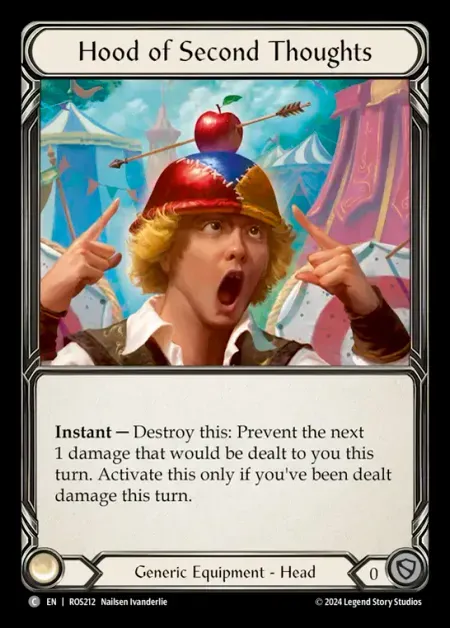 Hood of Second Thoughts
Instant — Destroy this: Prevent the next
1 damage that would be dealt to you this
turn. Activate this only if you've been dealt
damage this turn.
Generic Equipment - Head
0
C EN | ROS212 Nailsen Ivanderlie
© 2024 Legend Story Studios